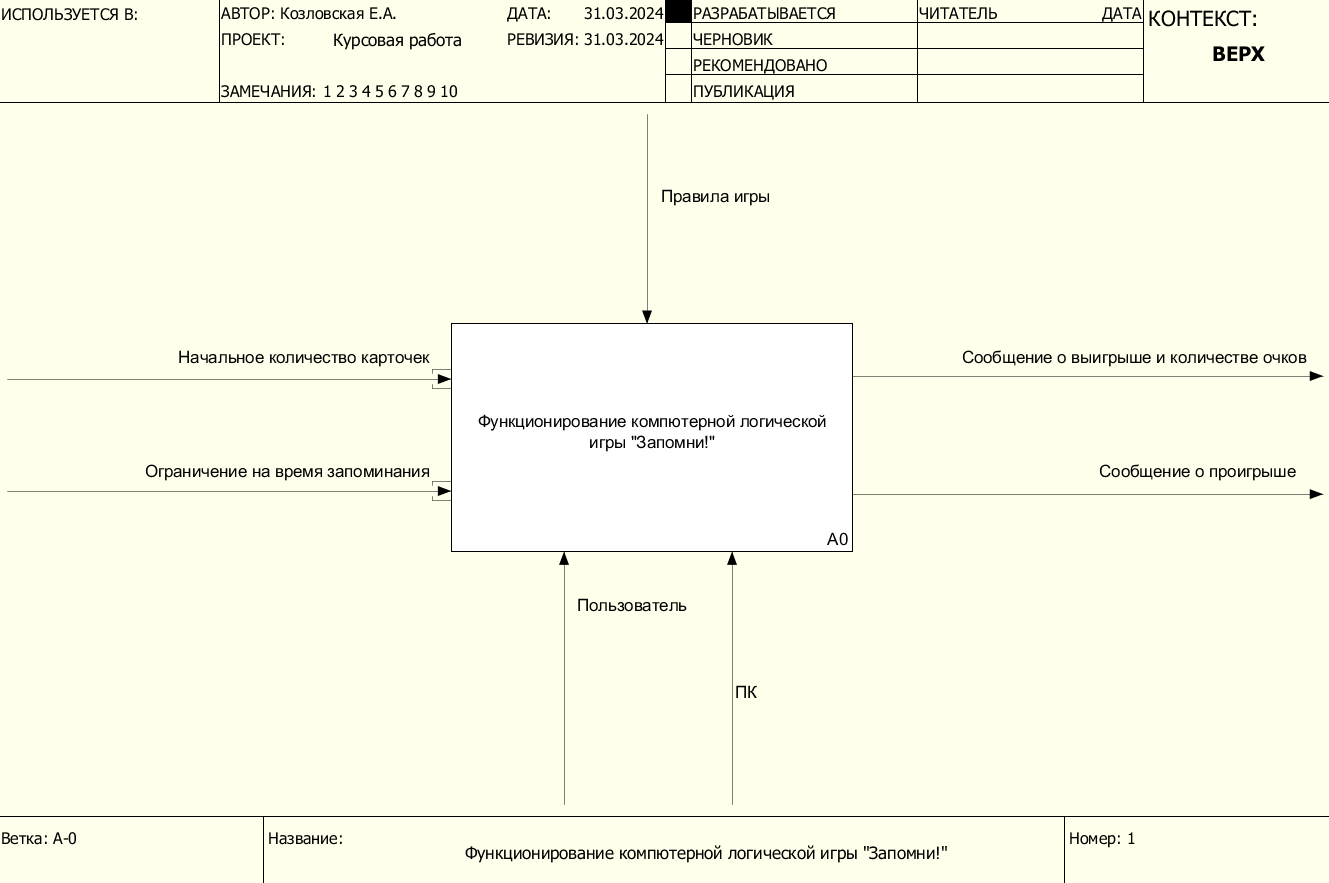 ИСПОЛЬЗУЕТСЯ В:
АВТОР: Козловская Е.А.
ДАТА: 31.03.2024
ПРОЕКТ: Курсовая работа
РЕВИЗИЯ: 31.03.2024
ЗАМЕЧАНИЯ: 1 2 3 4 5 6 7 8 9 10
РАЗРАБАТЫВАЕТСЯ
ЧЕРНОВИК
РЕКОМЕНДОВАНО
ПУБЛИКАЦИЯ
ЧИТАТЕЛЬ ДАТА
КОНТЕКСТ:
ВЕРХ
Правила игры
Начальное количество карточек
Сообщение о выигрыше и количестве очков
Функционирование компютерной логической
игры "Запомни!"
Ограничение на время запоминания
Сообщение о проигрыше
A0
Пользователь
ПК
Ветка: A-0
Название:
Функционирование компютерной логической игры "Запомни!"
Номер: 1